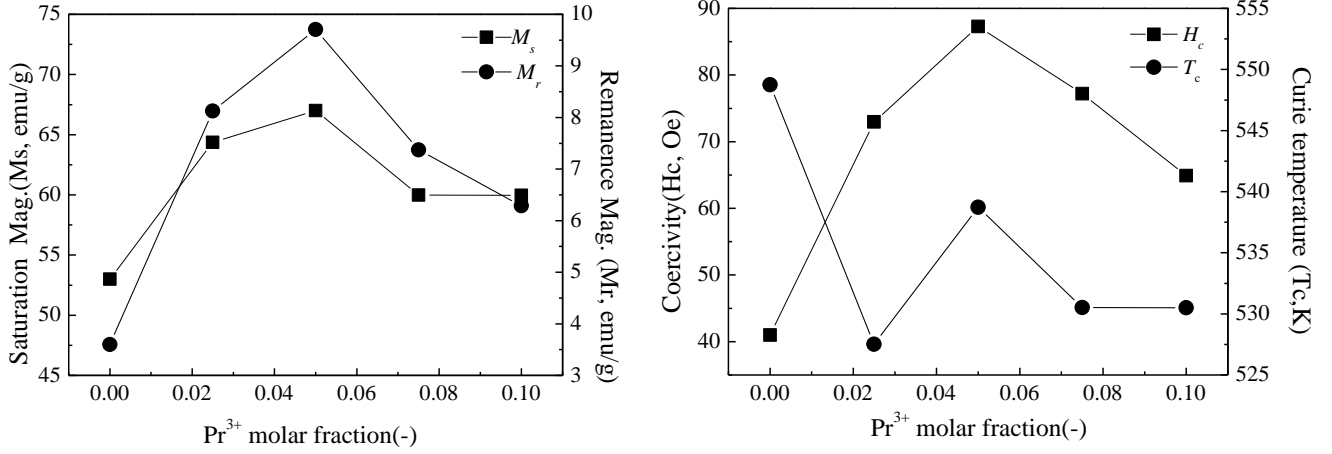 75
70
65
60
55
50
45
Saturation Mag.(Ms, emu/g)
10
9
8
7
6
5
4
3
Remanence Mag. (Mr, emu/g)
Ms
Mr
0.00 0.02 0.04 0.06 0.08 0.10
Pr³⁺ molar fraction(-)
90
80
70
60
50
40
Coercivity(Hc, Oe)
555
550
545
540
535
530
525
Curie temperature (Tc,K)
Hc
Tc
0.00 0.02 0.04 0.06 0.08 0.10
Pr³⁺ molar fraction(-)